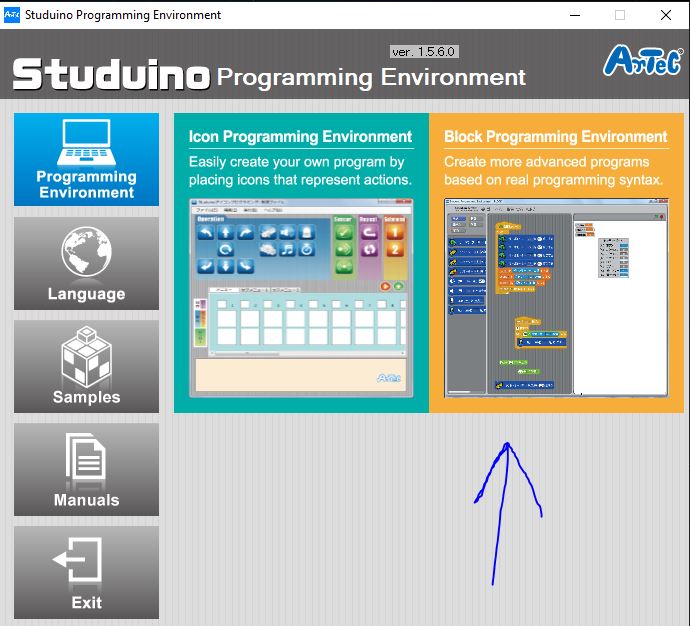 Studuino Programming Environment
ver. 1.5.6.0
Studuino Programming Environment
ArTec
Programming
Environment
Language
Samples
Manuals
Exit
Icon Programming Environment
Easily create your own program by
placing icons that represent actions.
Operation
Sensor
Repeat
1
2
ArTec
Block Programming Environment
Create more advanced programs
based on real programming syntax.